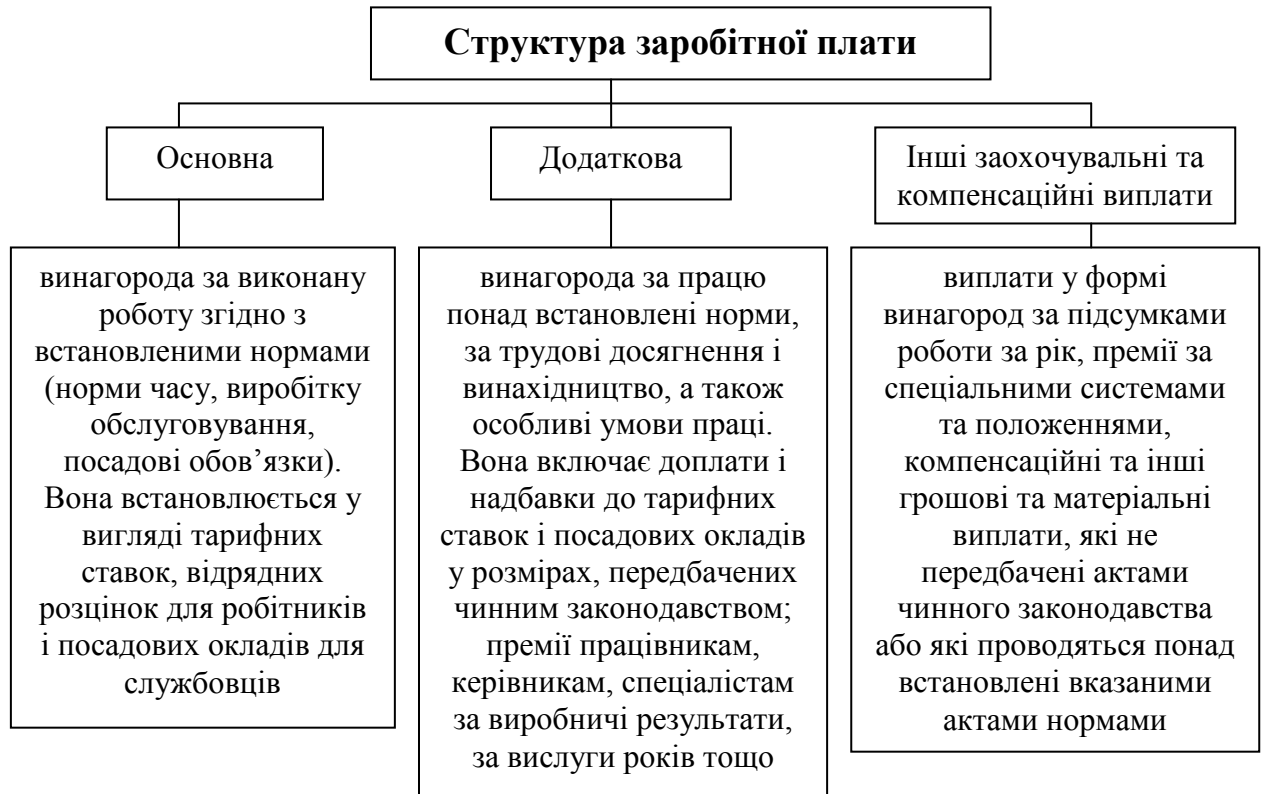 Структура заробітної плати
Основна
Додаткова
Інші заохочувальні та
компенсаційні виплати
винагорода за виконану
роботу згідно з
встановленими нормами
(норми часу, виробітку
обслуговування,
посадові обов’язки).
Вона встановлюється у
вигляді тарифних
ставок, відрядних
розцінок для робітників
і посадових окладів для
службовців
винагорода за працю
понад встановлені норми,
за трудові досягнення і
винахідництво, а також
особливі умови праці.
Вона включає доплати і
надбавки до тарифних
ставок і посадових окладів
у розмірах, передбачених
чинним законодавством;
премії працівникам,
керівникам, спеціалістам
за виробничі результати,
за вислуги років тощо
виплати у формі
винагород за підсумками
роботи за рік, премії за
спеціальними системами
та положеннями,
компенсаційні та інші
грошові та матеріальні
виплати, які не
передбачені актами
чинного законодавства
або які проводяться понад
встановлені вказаними
актами нормами